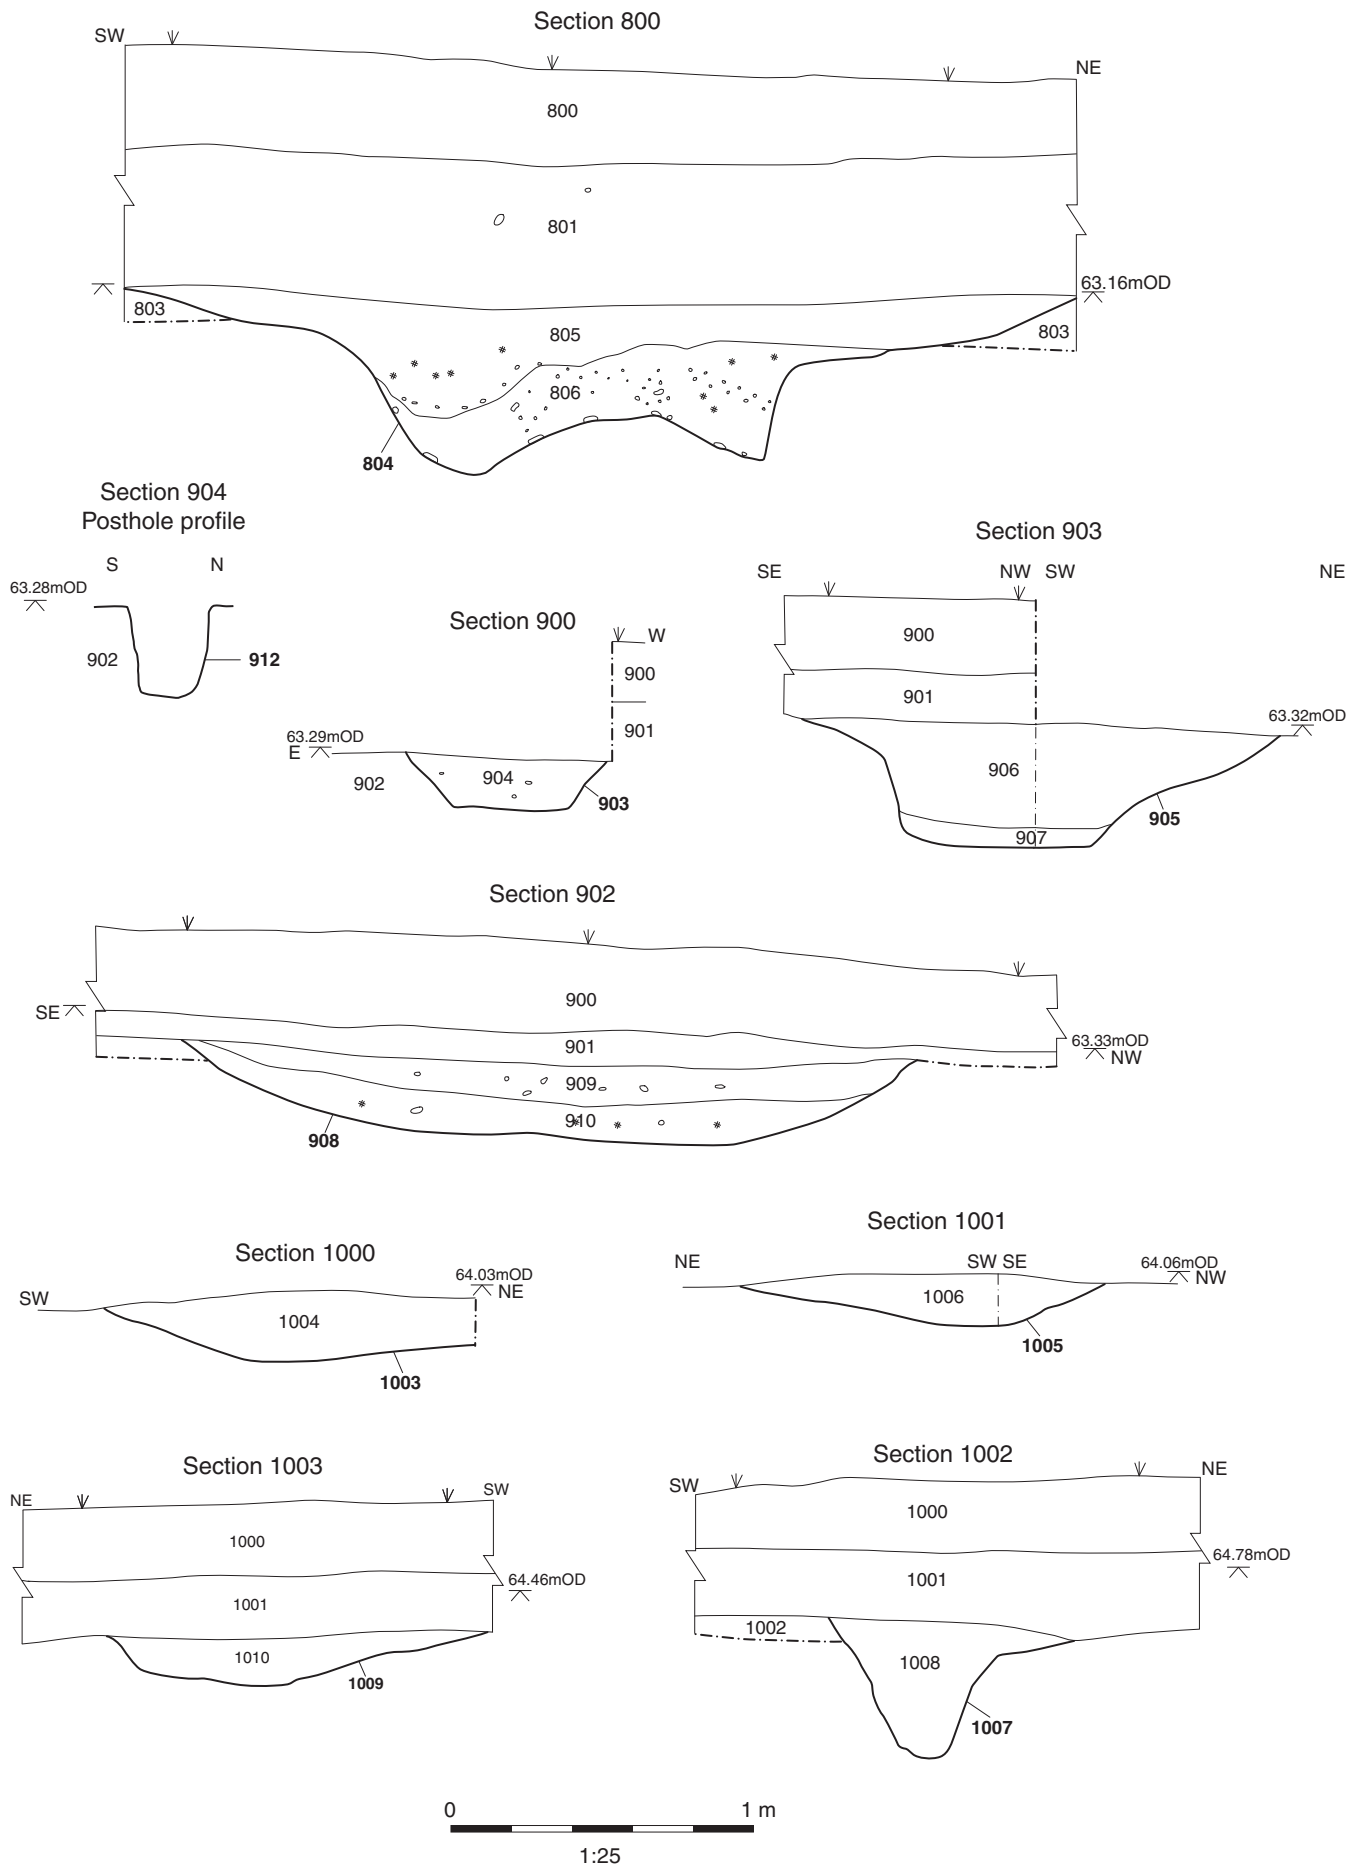 Section 800
SW
NE
800
801
63.16mOD
803
803
805
806
804
Section 904
Posthole profile
S N
63.28mOD
902
912
Section 900
W
900
901
63.29mOD
E
902
904
903
Section 903
SE NW SW NE
900
901
63.32mOD
906
905
907
Section 902
900
SE
901
63.33mOD
NW
909
910
908
Section 1000
64.03mOD
SW NE
1004
1003
Section 1001
NE SW SE 64.06mOD
NW
1006
1005
Section 1003
NE SW
1000
64.46mOD
1001
1010
1009
Section 1002
SW NE
1000
64.78mOD
1001
1002
1008
1007
0 1 m
1:25